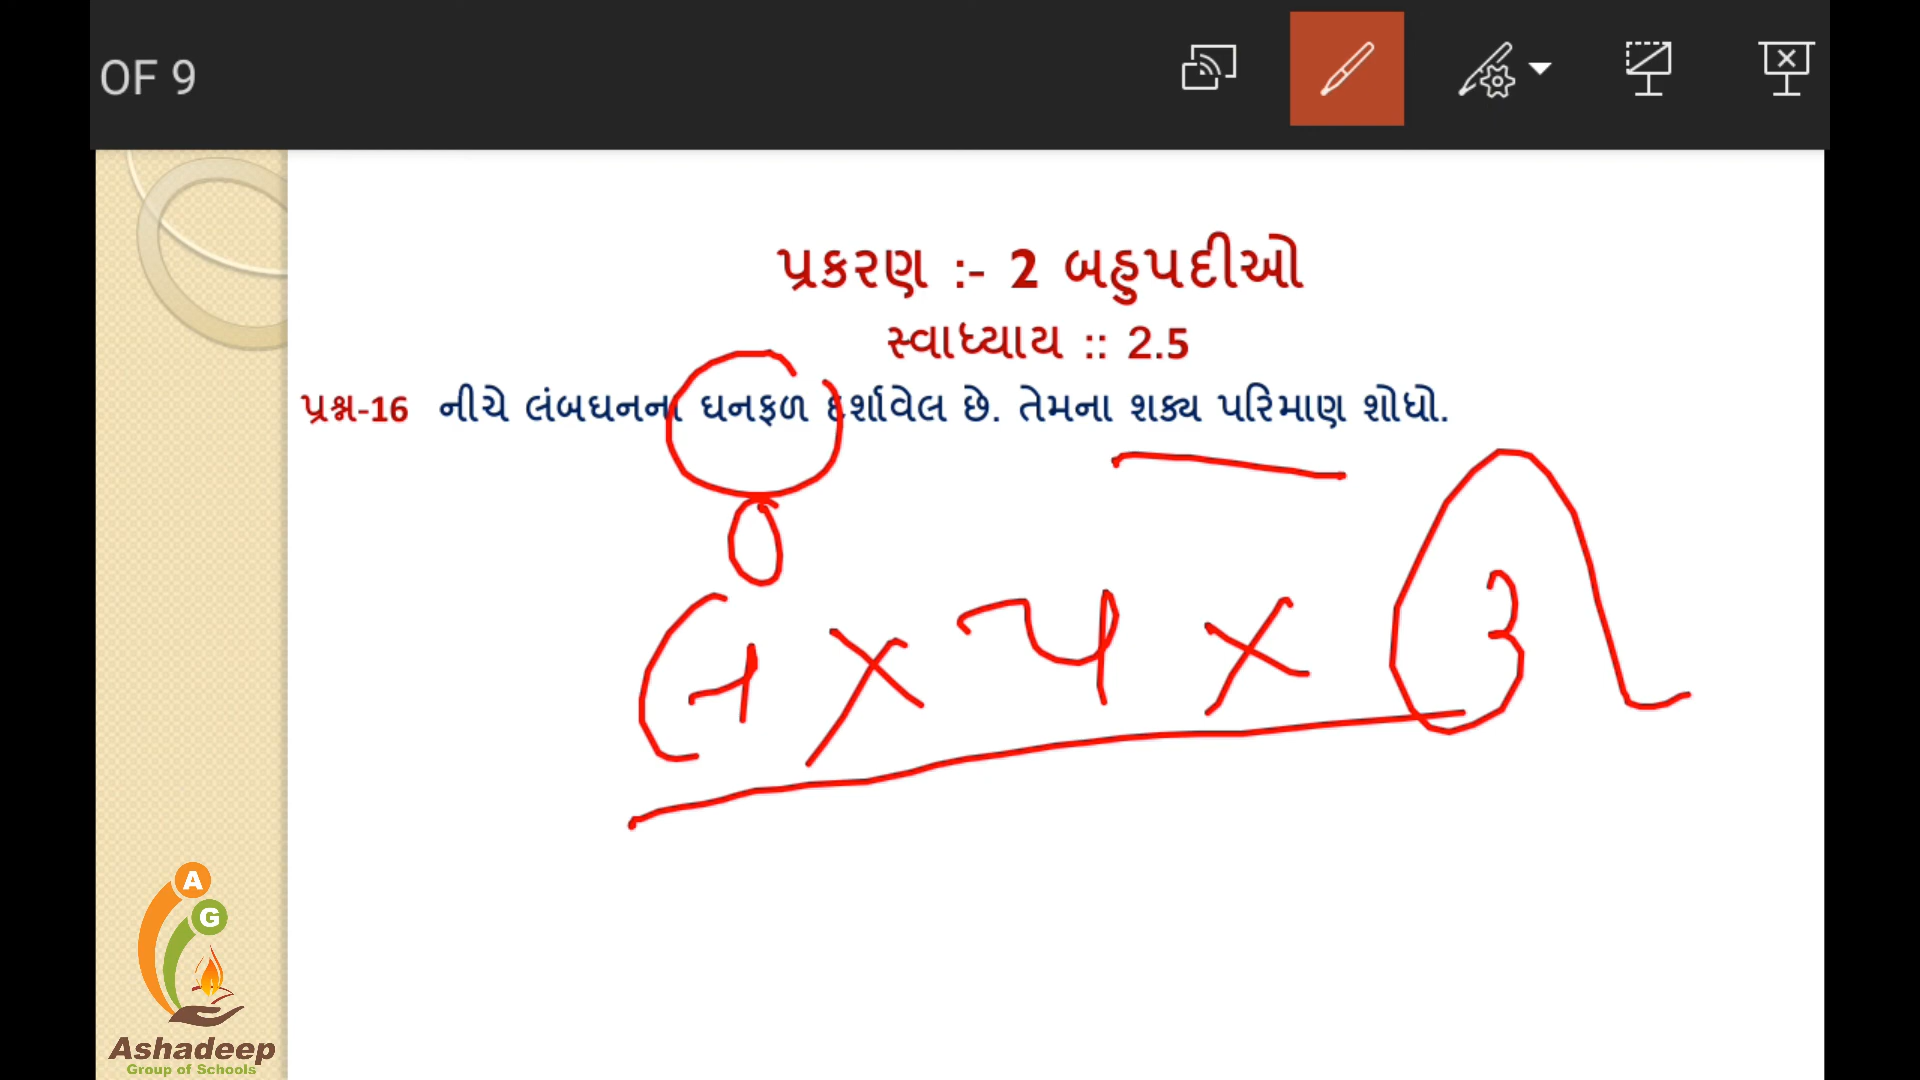 OF 9
પ્રકરણ :- 2 બહુપદીઓ
સ્વાધ્યાય :: 2.5
પ્રશ્ન-16 નીચે લંબઘનના ઘનફળ દર્શાવેલ છે. તેમના શક્ય પરિમાણ શોધો.
A
G
Ashadeep
Group of Schools